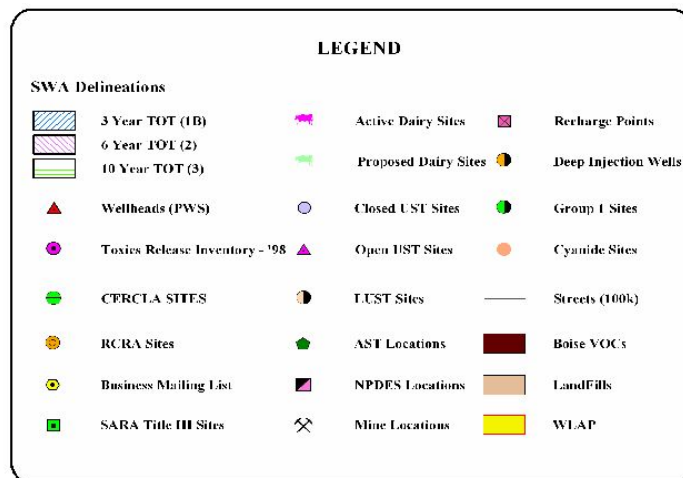 LEGEND
SWA Delineations
3 Year TOT (1B)
6 Year TOT (2)
10 Year TOT (3)
Wellheads (PWS)
Toxics Release Inventory - '98
CERCLA SITES
RCRA Sites
Business Mailing List
SARA Title III Sites
Active Dairy Sites
Proposed Dairy Sites
Closed UST Sites
Open UST Sites
LUST Sites
AST Locations
NPDES Locations
Mine Locations
Recharge Points
Deep Injection Wells
Group 1 Sites
Cyanide Sites
Streets (100k)
Boise VOCs
LandFills
WLAP